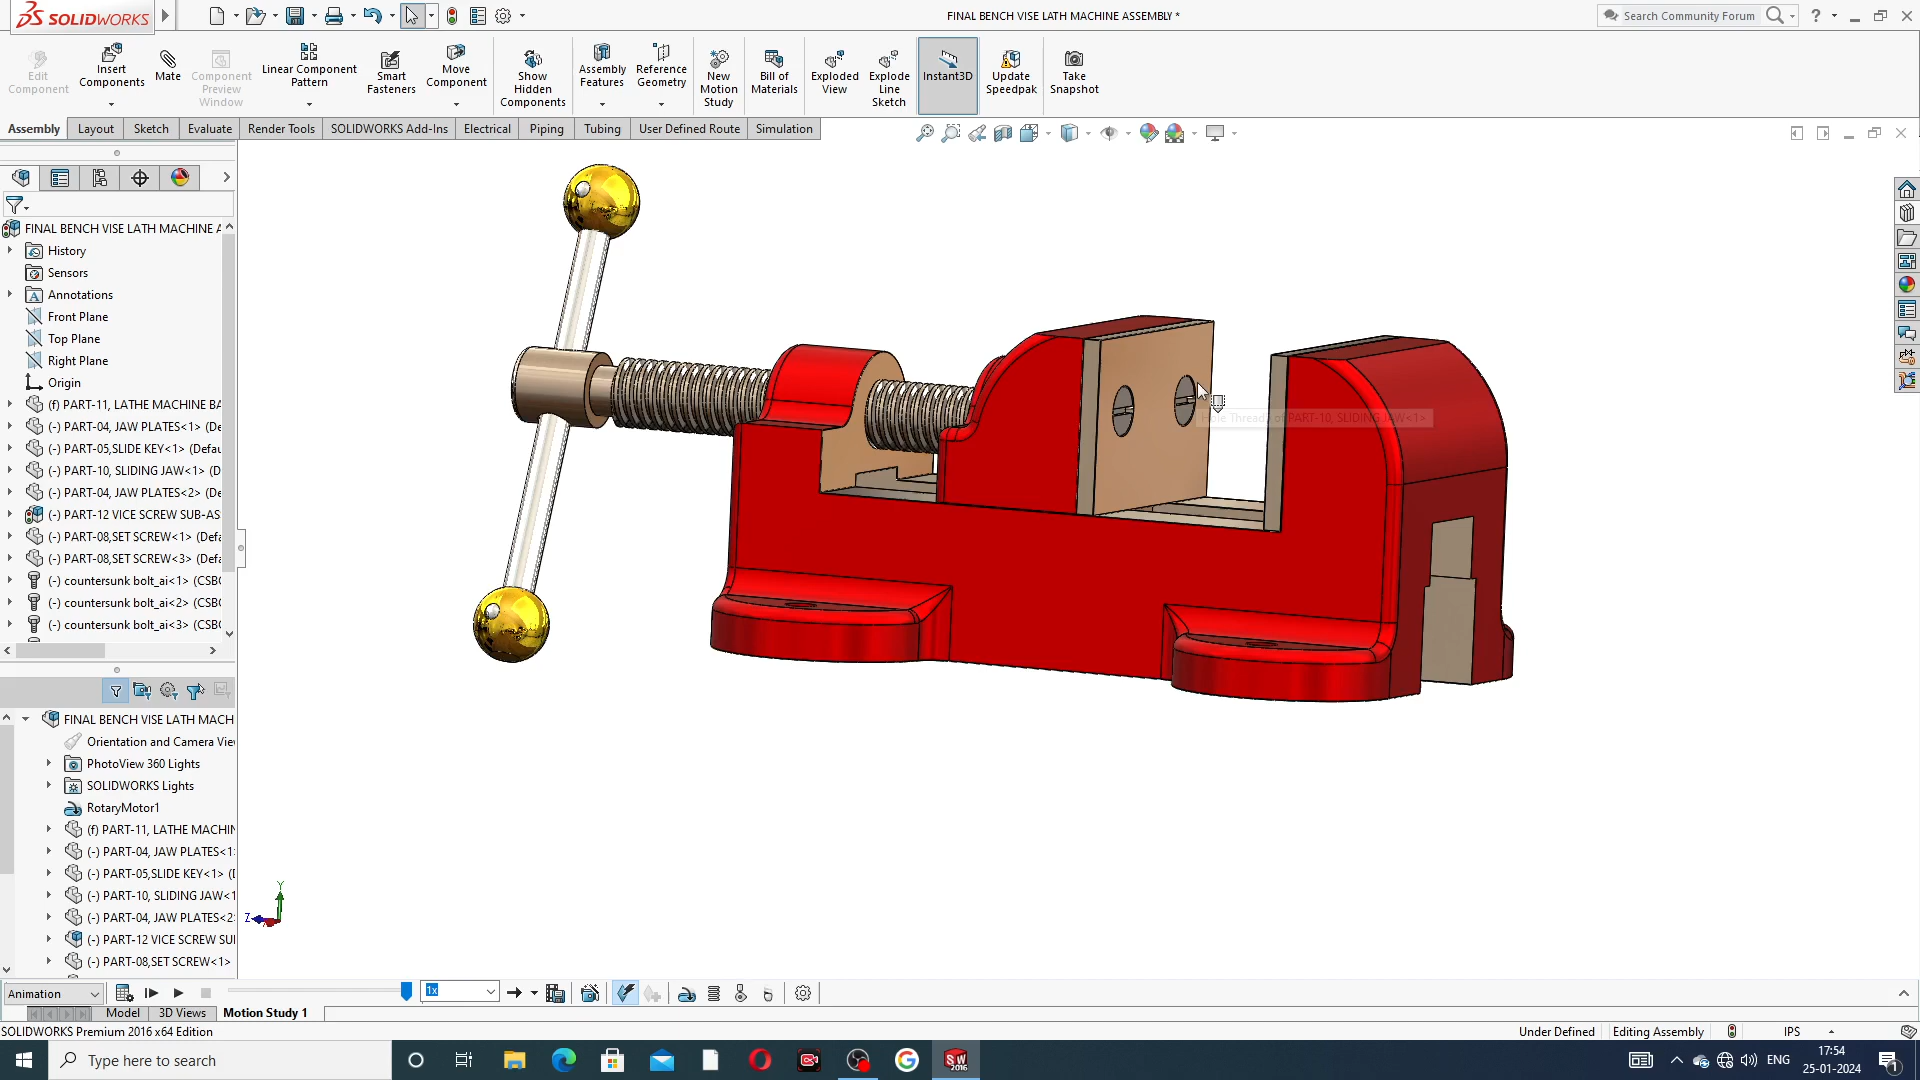 SOLIDWORKS
FINAL BENCH VISE LATH MACHINE ASSEMBLY *
Search Community Forum
Edit Component
Insert Components
Mate
Component Preview Window
Linear Component Pattern
Smart Fasteners
Move Component
Show Hidden Components
Assembly Features
Reference Geometry
New Motion Study
Bill of Materials
Exploded View
Explode Line Sketch
Instant3D
Update Speedpak
Take Snapshot
Assembly
Layout
Sketch
Evaluate
Render Tools
SOLIDWORKS Add-Ins
Electrical
Piping
Tubing
User Defined Route
Simulation
FINAL BENCH VISE LATH MACHINE A
History
Sensors
Annotations
Front Plane
Top Plane
Right Plane
Origin
(f) PART-11, LATHE MACHINE BA
(-) PART-04, JAW PLATES<1> (De
(-) PART-05,SLIDE KEY<1> (Defau
(-) PART-10, SLIDING JAW<1> (D
(-) PART-04, JAW PLATES<2> (De
(-) PART-12 VICE SCREW SUB-AS
(-) PART-08,SET SCREW<1> (Defa
(-) PART-08,SET SCREW<3> (Defa
(-) countersunk bolt_ai<1> (CSBC
(-) countersunk bolt_ai<2> (CSBC
(-) countersunk bolt_ai<3> (CSBC
Hole Thread2 of PART-10, SLIDING JAW<1>
FINAL BENCH VISE LATH MACH
Orientation and Camera Vie
PhotoView 360 Lights
SOLIDWORKS Lights
RotaryMotor1
(f) PART-11, LATHE MACHIN
(-) PART-04, JAW PLATES<1
(-) PART-05,SLIDE KEY<1> (
(-) PART-10, SLIDING JAW<1
(-) PART-04, JAW PLATES<2
(-) PART-12 VICE SCREW SU
(-) PART-08,SET SCREW<1>
Y
Z
Animation
1x
Model
3D Views
Motion Study 1
SOLIDWORKS Premium 2016 x64 Edition
Under Defined
Editing Assembly
IPS
Type here to search
ENG
17:54
25-01-2024